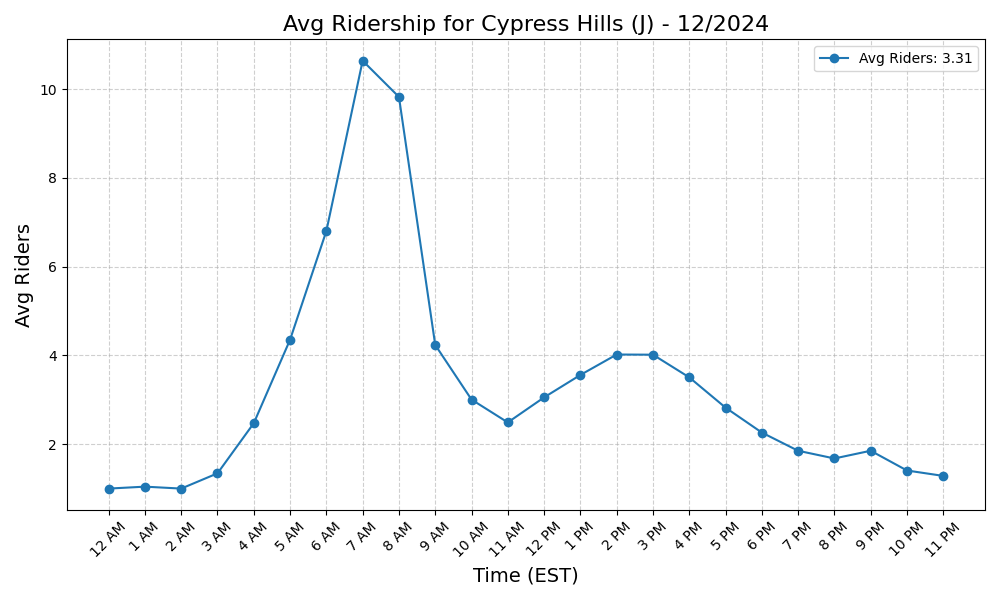 Avg Ridership for Cypress Hills (J) - 12/2024
Avg Riders: 3.31
Avg Riders
10
8
6
4
2
12 AM
1 AM
2 AM
3 AM
4 AM
5 AM
6 AM
7 AM
8 AM
9 AM
10 AM
11 AM
12 PM
1 PM
2 PM
3 PM
4 PM
5 PM
6 PM
7 PM
8 PM
9 PM
10 PM
11 PM
Time (EST)